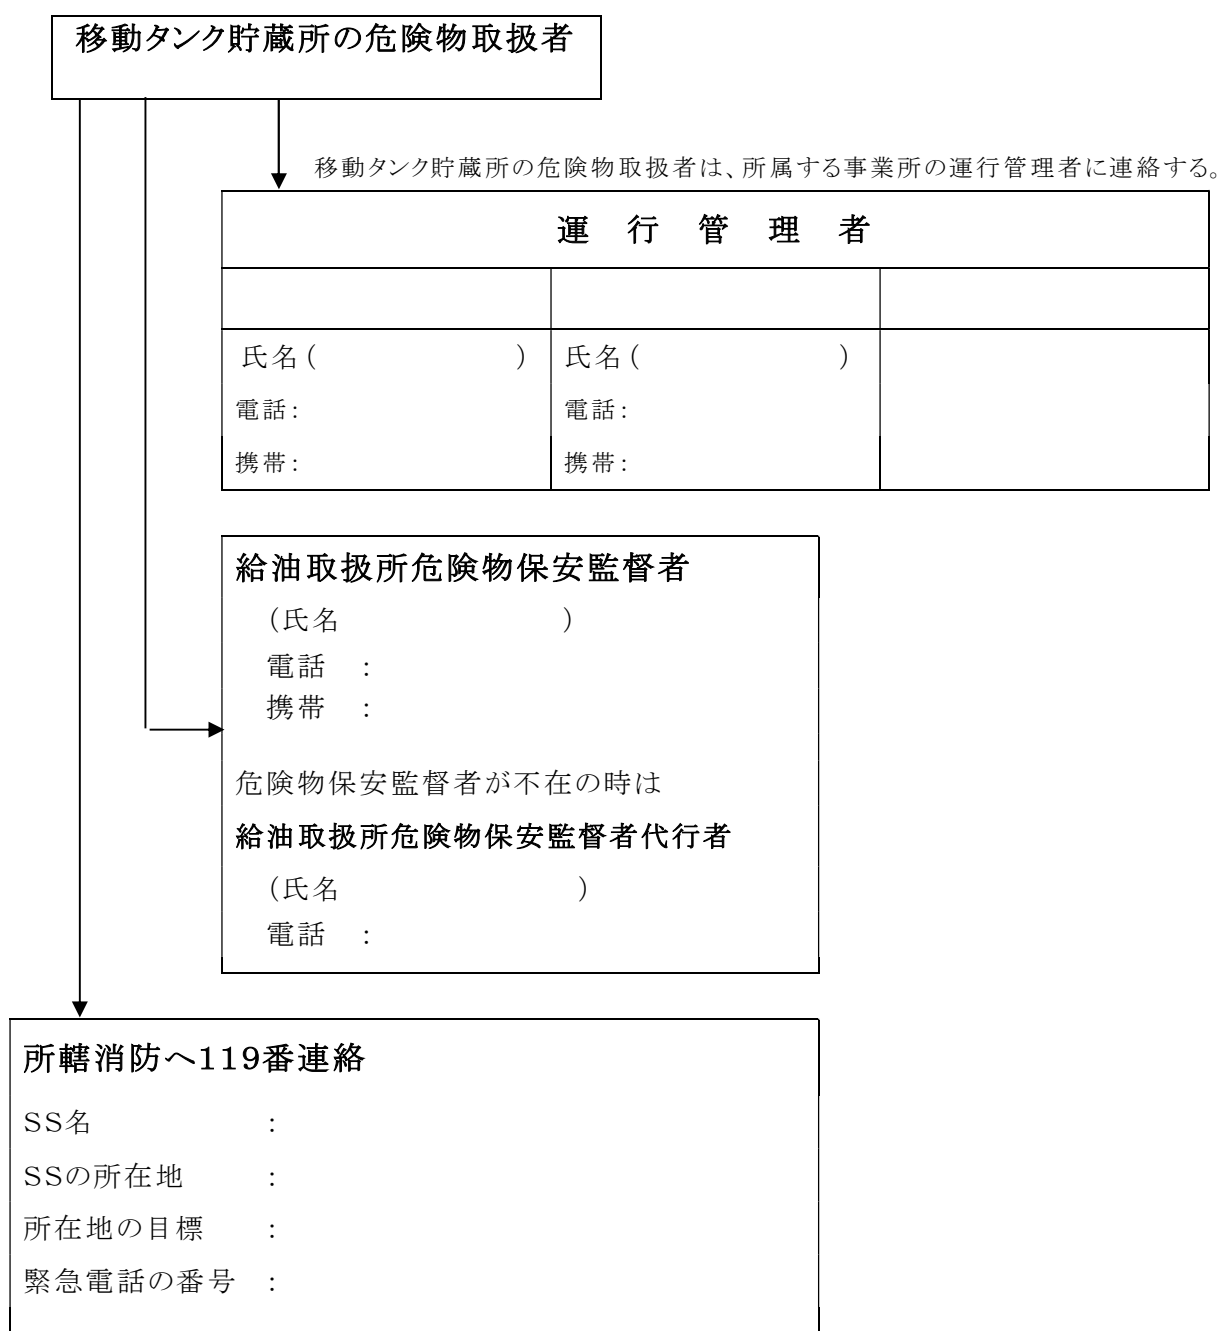 移動タンク貯蔵所の危険物取扱者
移動タンク貯蔵所の危険物取扱者は、所属する事業所の運行管理者に連絡する。
運 行 管 理 者
氏名( ) 氏名( )
電話: 電話:
携帯: 携帯:
給油取扱所危険物保安監督者
(氏名 )
電話 :
携帯 :
危険物保安監督者が不在の時は
給油取扱所危険物保安監督者代行者
(氏名 )
電話 :
所轄消防へ119番連絡
SS名 :
SSの所在地 :
所在地の目標 :
緊急電話の番号 :